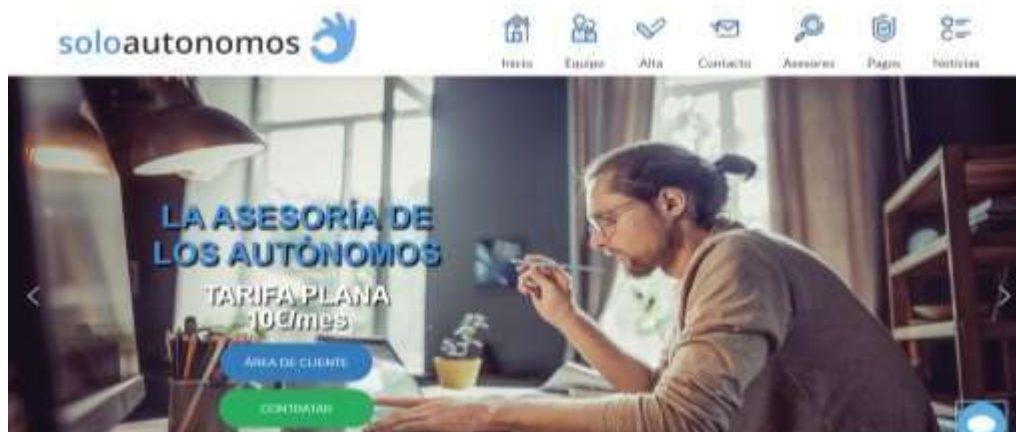 soloautonomos
Inicio Equipo Alta Contacto Asesores Pagos Noticias
LA ASESORÍA DE
LOS AUTÓNOMOS
TARIFA PLANA
10€/mes
ÁREA DE CLIENTE
CONTRATAR